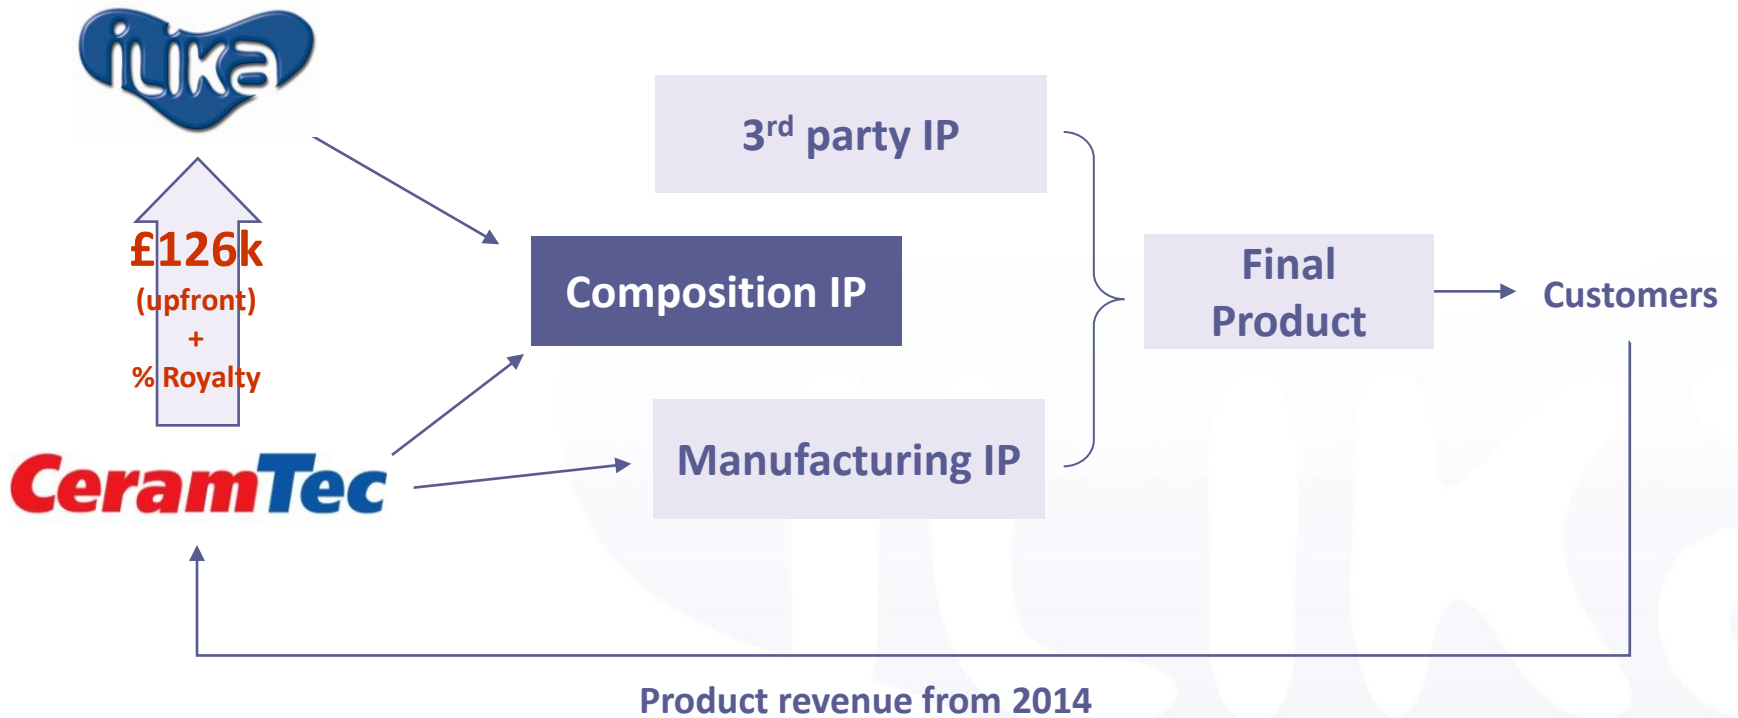 iLiKa
3rd party IP
£126k
(upfront)
+
% Royalty
Composition IP
Final
Product
Customers
Manufacturing IP
CeramTec
Product revenue from 2014
iLiKa